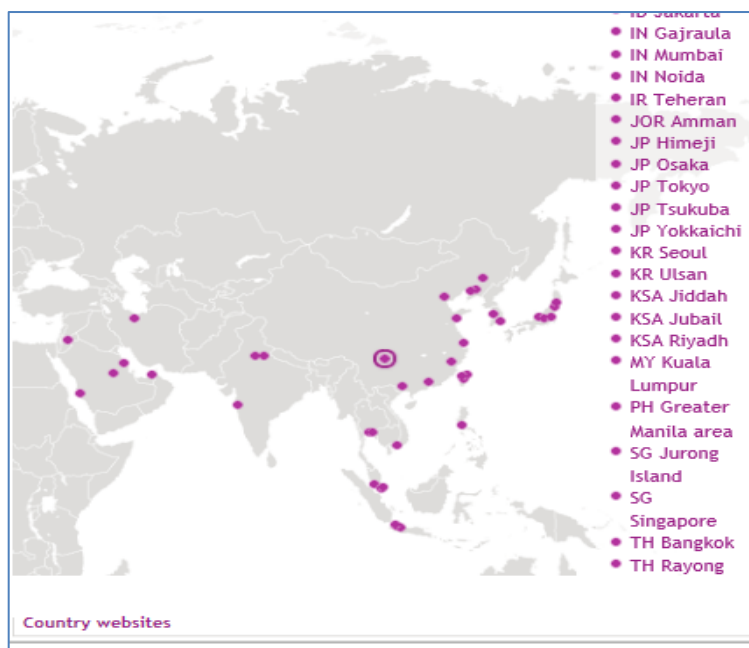 ID Jakarta
IN Gajraula
IN Mumbai
IN Noida
IR Teheran
JOR Amman
JP Himeji
JP Osaka
JP Tokyo
JP Tsukuba
JP Yokkaichi
KR Seoul
KR Ulsan
KSA Jiddah
KSA Jubail
KSA Riyadh
MY Kuala
Lumpur
PH Greater
Manila area
SG Jurong
Island
SG
Singapore
TH Bangkok
TH Rayong
Country websites